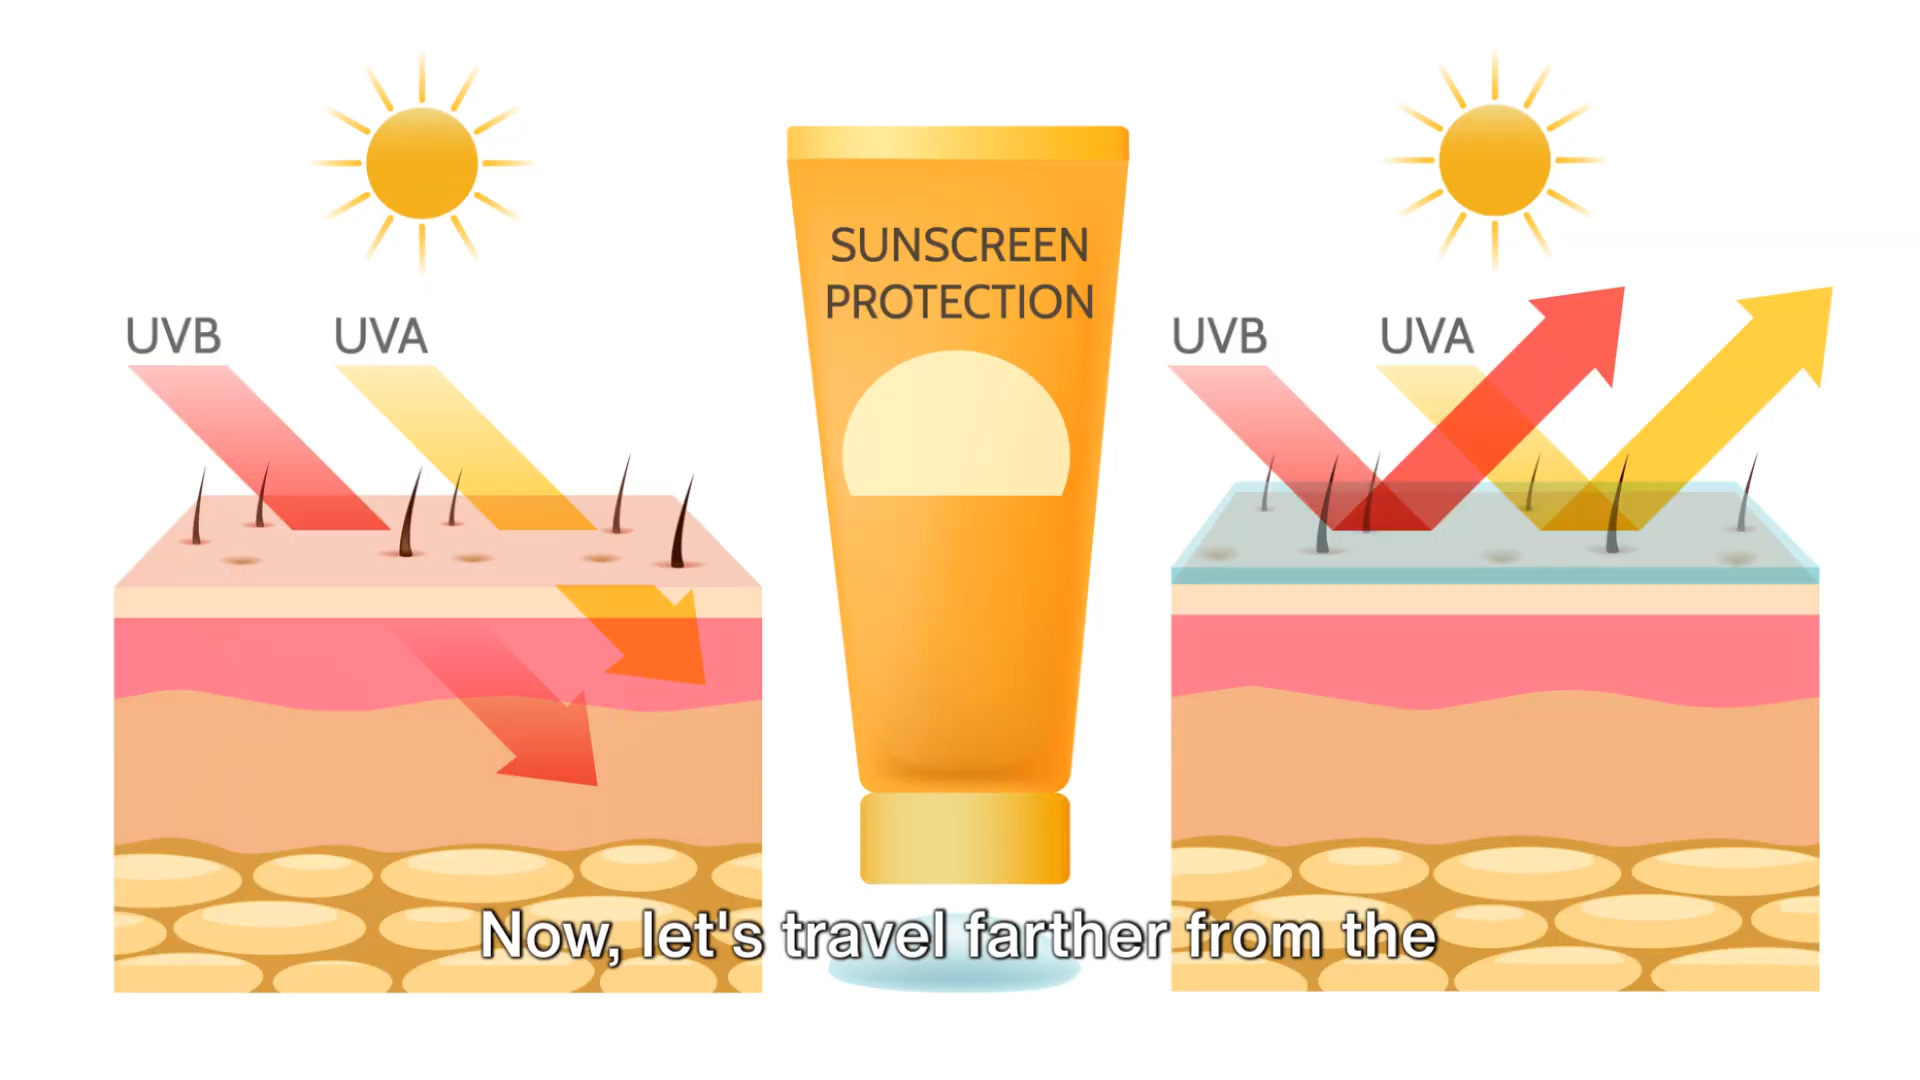 UVB UVA
SUNSCREEN
PROTECTION
UVB UVA
Now, let's travel farther from the